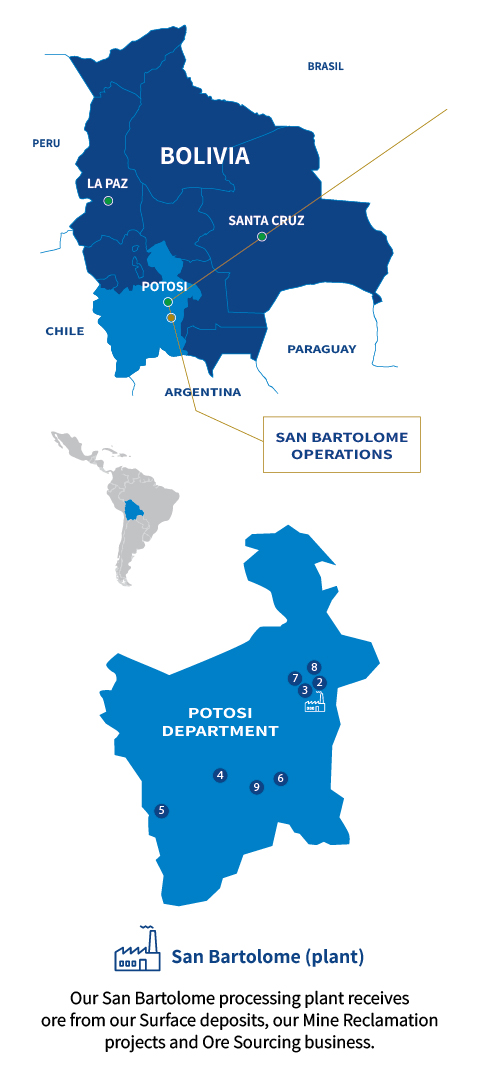 BRASIL
PERU
BOLIVIA
LA PAZ
SANTA CRUZ
POTOSI
CHILE
PARAGUAY
ARGENTINA
SAN BARTOLOME
OPERATIONS
8
7
2
3
POTOSI
DEPARTMENT
4
6
9
5
San Bartolome (plant)
Our San Bartolome processing plant receives
ore from our Surface deposits, our Mine Reclamation
projects and Ore Sourcing business.